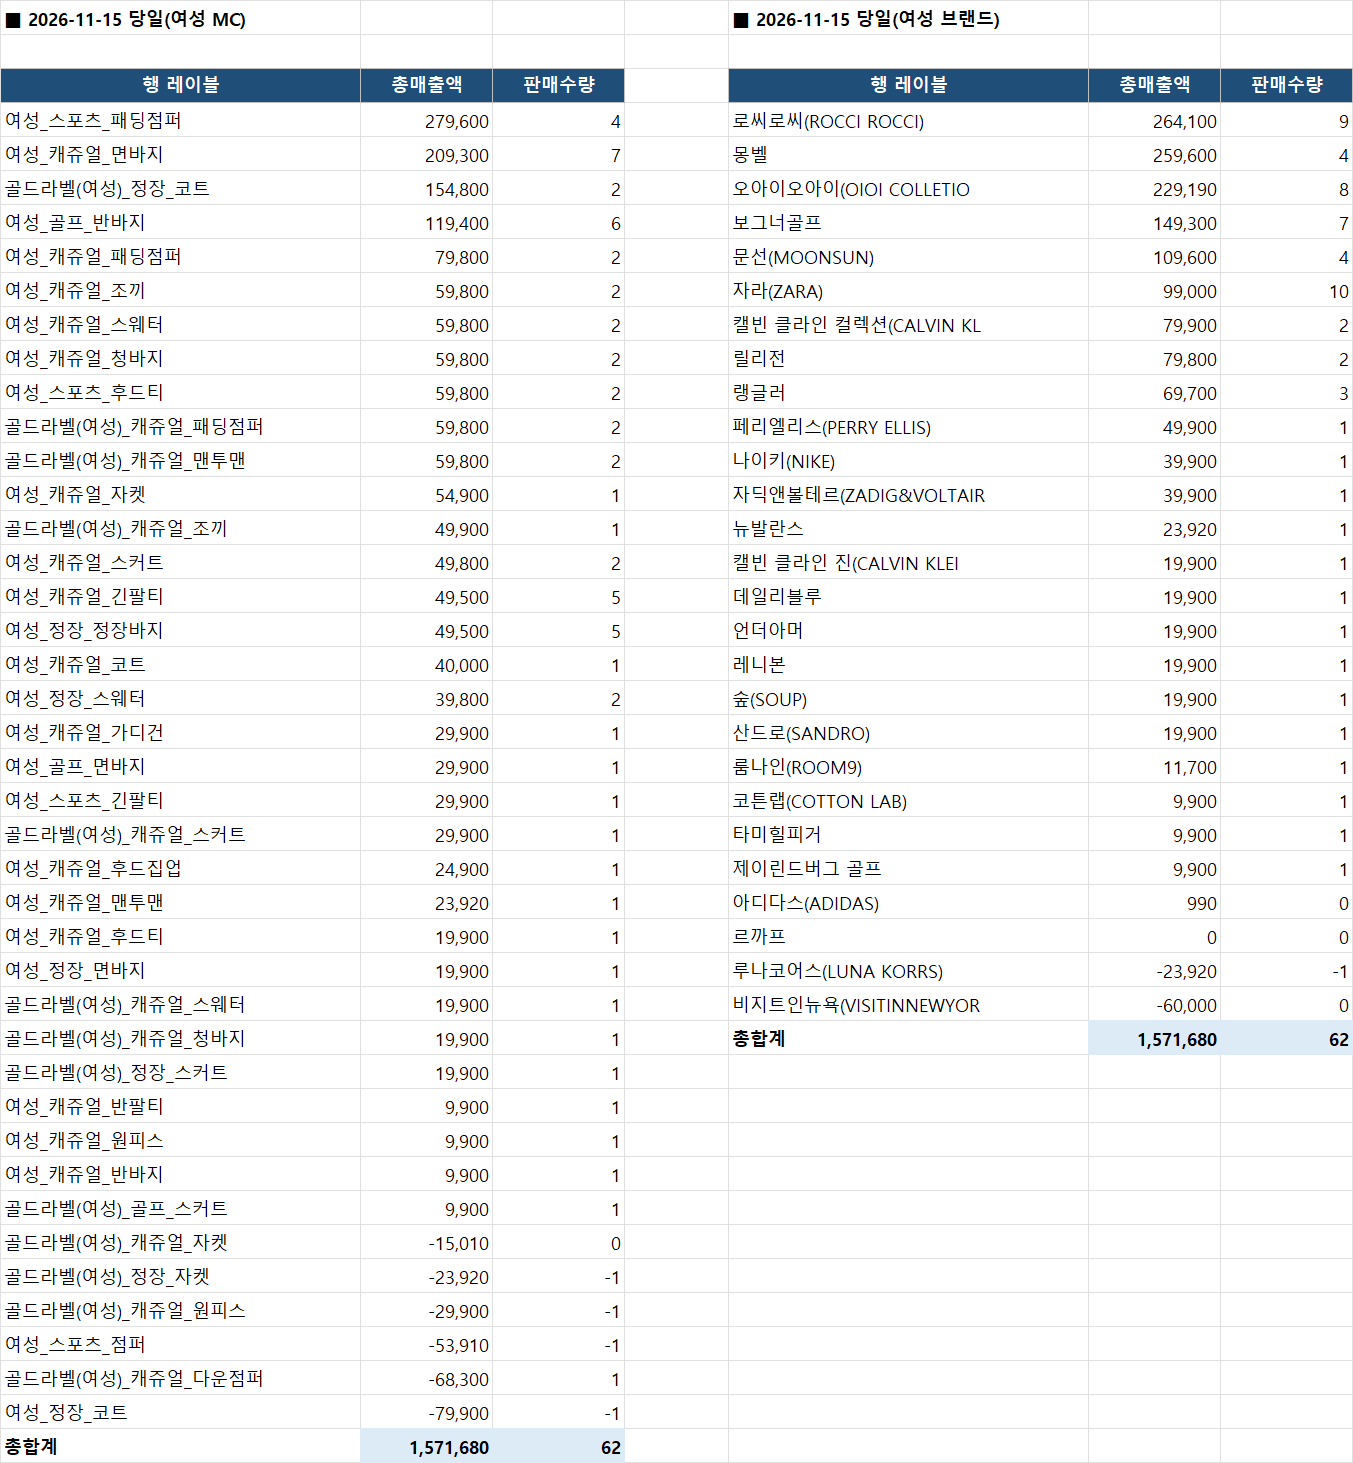 ■ 2026-11-15 당일(여성 MC)
행 레이블 총매출액 판매수량
여성_스포츠_패딩점퍼 279,600 4
여성_캐쥬얼_면바지 209,300 7
골드라벨(여성)_정장_코트 154,800 2
여성_골프_반바지 119,400 6
여성_캐쥬얼_패딩점퍼 79,800 2
여성_캐쥬얼_조끼 59,800 2
여성_캐쥬얼_스웨터 59,800 2
여성_캐쥬얼_청바지 59,800 2
여성_스포츠_후드티 59,800 2
골드라벨(여성)_캐쥬얼_패딩점퍼 59,800 2
골드라벨(여성)_캐쥬얼_맨투맨 59,800 2
여성_캐쥬얼_자켓 54,900 1
골드라벨(여성)_캐쥬얼_조끼 49,900 1
여성_캐쥬얼_스커트 49,800 2
여성_캐쥬얼_긴팔티 49,500 5
여성_정장_정장바지 49,500 5
여성_캐쥬얼_코트 40,000 1
여성_정장_스웨터 39,800 2
여성_캐쥬얼_가디건 29,900 1
여성_골프_면바지 29,900 1
여성_스포츠_긴팔티 29,900 1
골드라벨(여성)_캐쥬얼_스커트 29,900 1
여성_캐쥬얼_후드집업 24,900 1
여성_캐쥬얼_맨투맨 23,920 1
여성_캐쥬얼_후드티 19,900 1
여성_정장_면바지 19,900 1
골드라벨(여성)_캐쥬얼_스웨터 19,900 1
골드라벨(여성)_캐쥬얼_청바지 19,900 1
골드라벨(여성)_정장_스커트 19,900 1
여성_캐쥬얼_반팔티 9,900 1
여성_캐쥬얼_원피스 9,900 1
여성_캐쥬얼_반바지 9,900 1
골드라벨(여성)_골프_스커트 9,900 1
골드라벨(여성)_캐쥬얼_자켓 -15,010 0
골드라벨(여성)_정장_자켓 -23,920 -1
골드라벨(여성)_캐쥬얼_원피스 -29,900 -1
여성_스포츠_점퍼 -53,910 -1
골드라벨(여성)_캐쥬얼_다운점퍼 -68,300 1
여성_정장_코트 -79,900 -1
총합계 1,571,680 62
■ 2026-11-15 당일(여성 브랜드)
행 레이블 총매출액 판매수량
로씨로씨(ROCCI ROCCI) 264,100 9
몽벨 259,600 4
오아이오아이(OIOI COLLETIO 229,190 8
보그너골프 149,300 7
문선(MOONSUN) 109,600 4
자라(ZARA) 99,000 10
캘빈 클라인 컬렉션(CALVIN KL 79,900 2
릴리전 79,800 2
랭글러 69,700 3
페리엘리스(PERRY ELLIS) 49,900 1
나이키(NIKE) 39,900 1
자딕앤볼테르(ZADIG&VOLTAIR 39,900 1
뉴발란스 23,920 1
캘빈 클라인 진(CALVIN KLEI 19,900 1
데일리블루 19,900 1
언더아머 19,900 1
레니본 19,900 1
숲(SOUP) 19,900 1
산드로(SANDRO) 19,900 1
룸나인(ROOM9) 11,700 1
코튼랩(COTTON LAB) 9,900 1
타미힐피거 9,900 1
제이린드버그 골프 9,900 1
아디다스(ADIDAS) 990 0
르까프 0 0
루나코어스(LUNA KORRS) -23,920 -1
비지트인뉴욕(VISITINNEWYOR -60,000 0
총합계 1,571,680 62